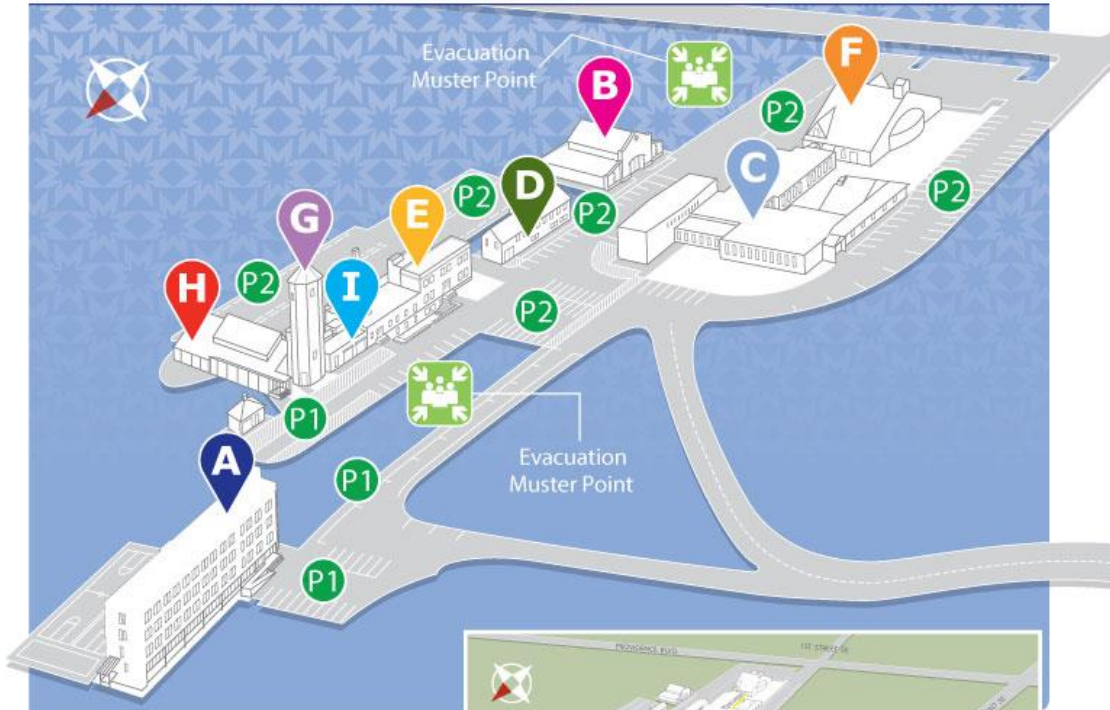 Evacuation
Muster Point
B
F
P2
D
C
P2
P2
P2
G
E
H
P2
I
P2
P1
Evacuation
Muster Point
A
P1
P1
PROVIDENCE BLVD
1ST STREET SE